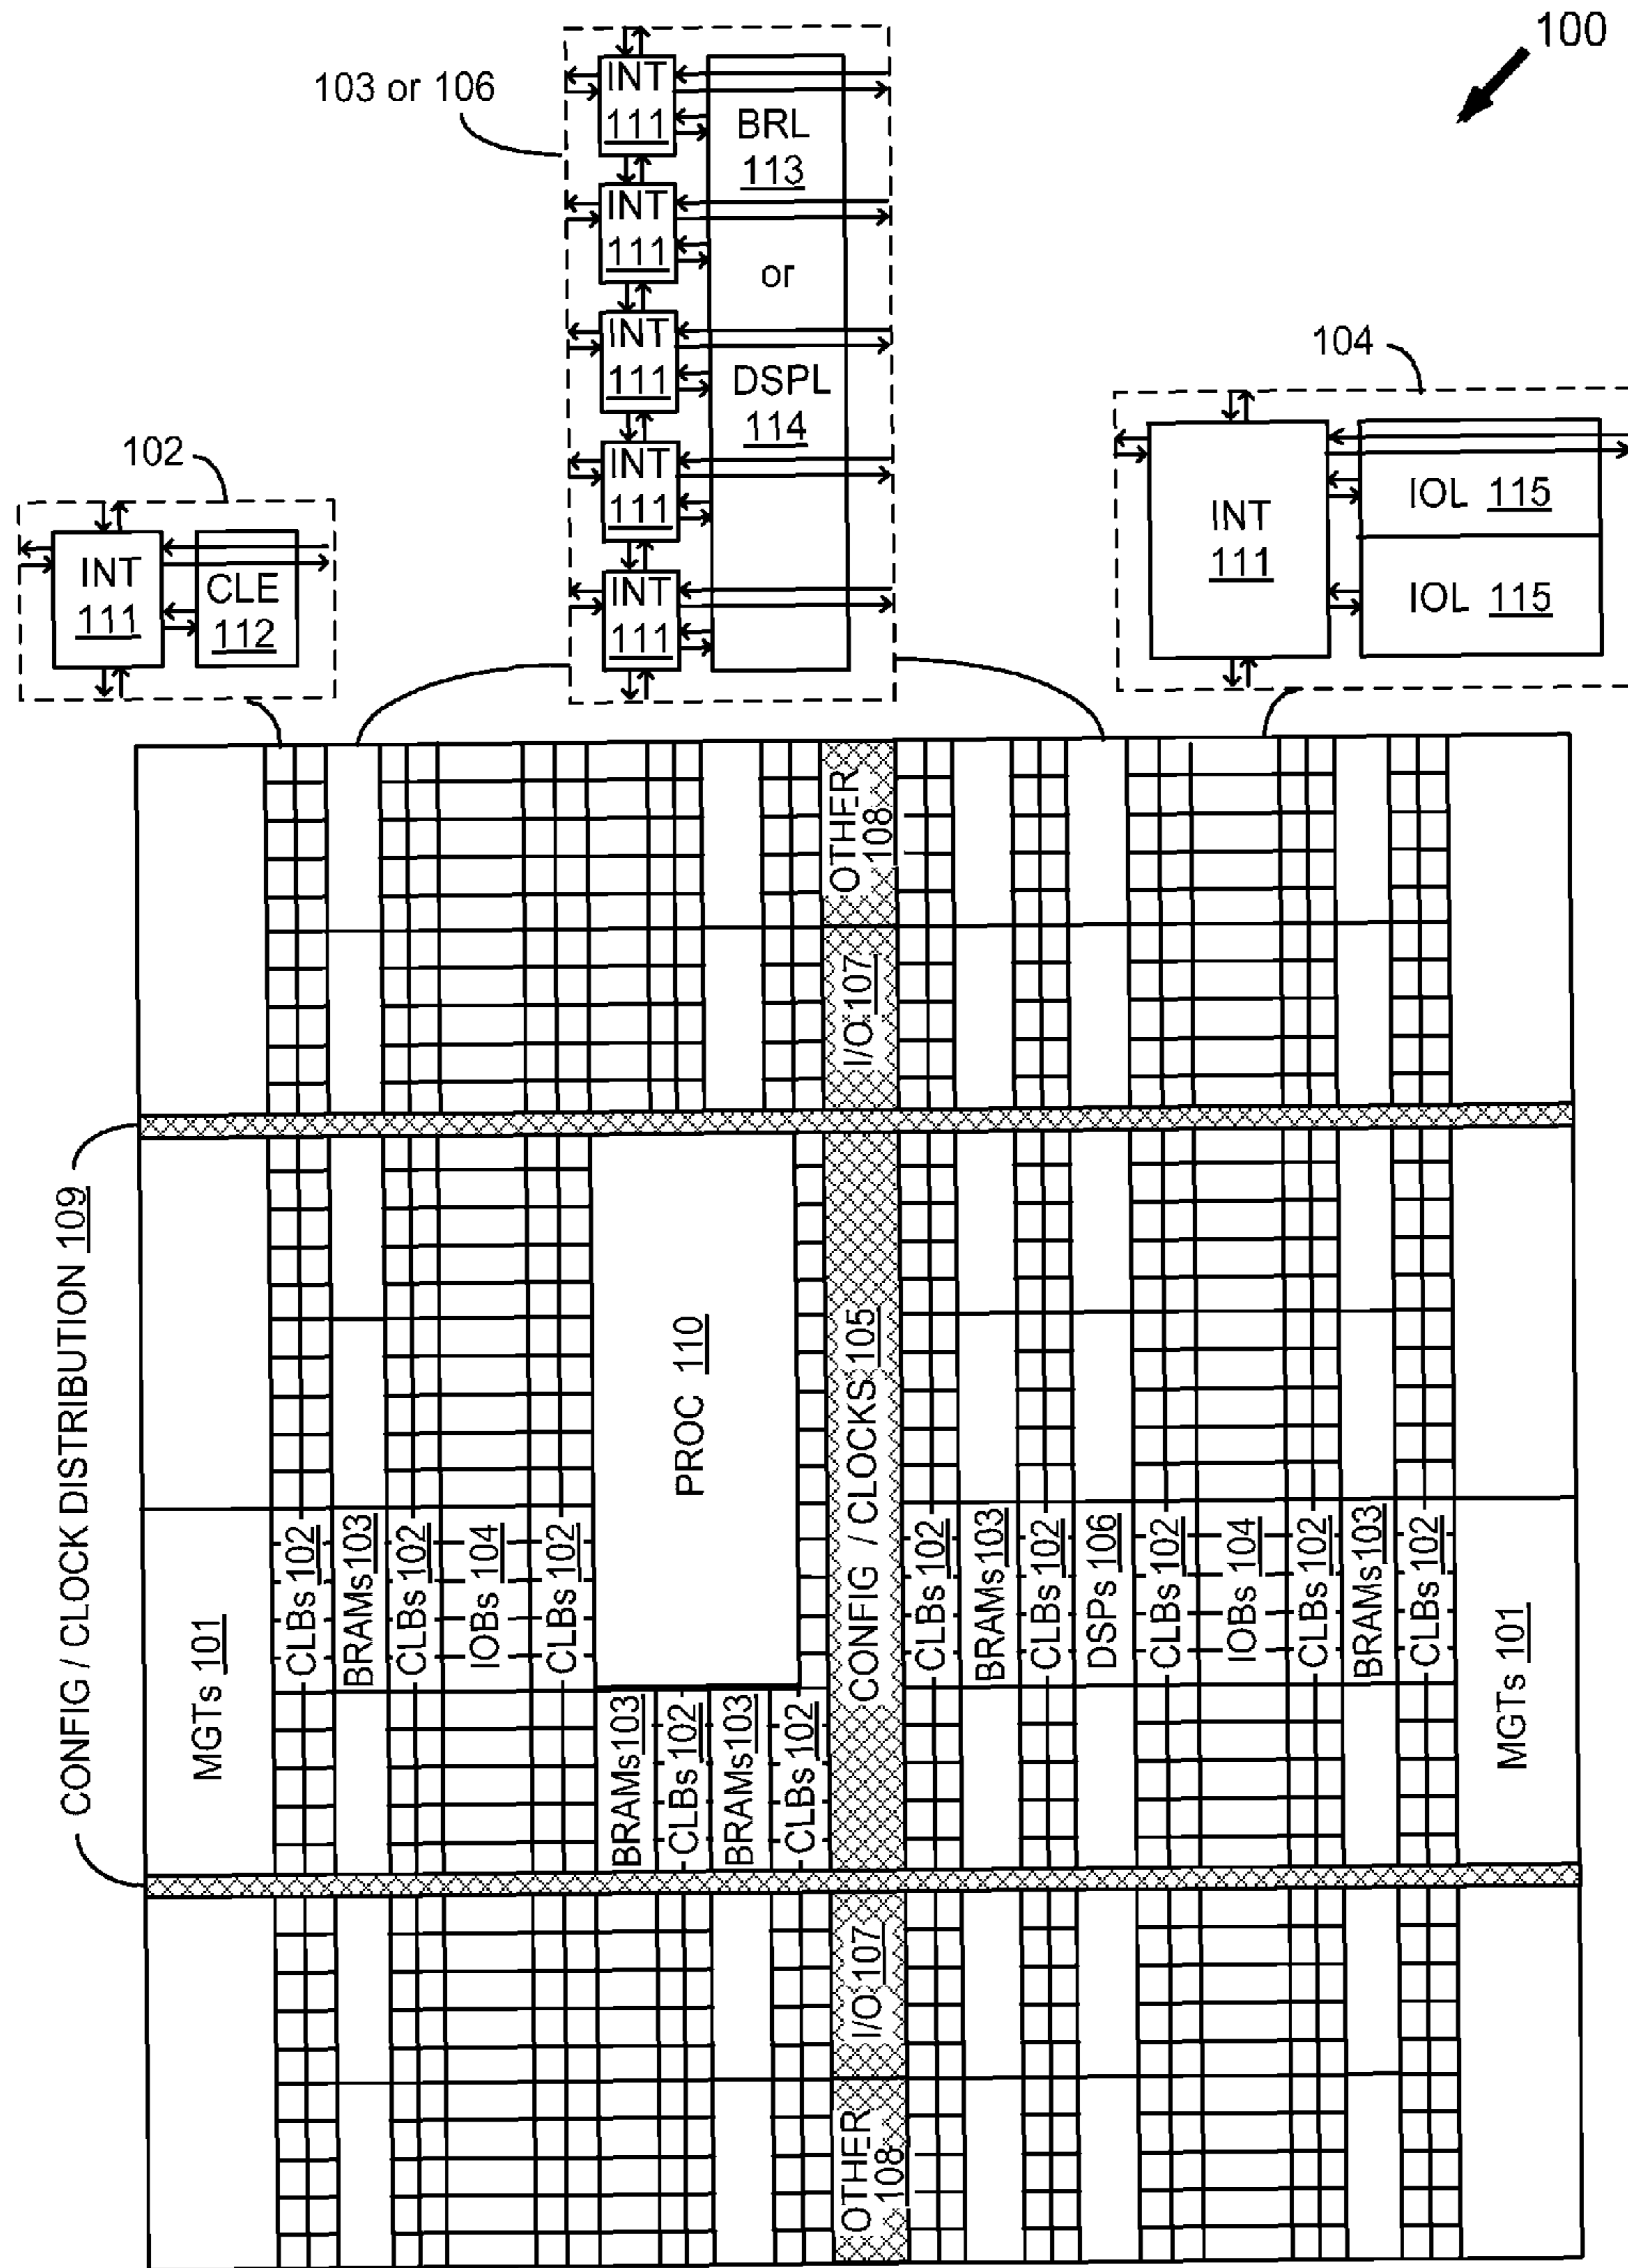 100
103 or 106
INT
111
INT
111
INT
111
INT
111
INT
111
BRL
113
or
DSPL
114
104
INT
111
IOL 115
IOL 115
102
INT
111
CLE
112
OTHER
108
I/O 107
CONFIG / CLOCK DISTRIBUTION 109
PROC 110
CONFIG / CLOCKS 105
MGTs 101
CLBs 102
BRAMs 103
CLBs 102
IOBs 104
CLBs 102
BRAMs 103
CLBs 102
BRAMs 103
CLBs 102
CLBs 102
BRAMs 103
CLBs 102
DSPs 106
CLBs 102
IOBs 104
CLBs 102
BRAMs 103
CLBs 102
MGTs 101
I/O 107
OTHER
108